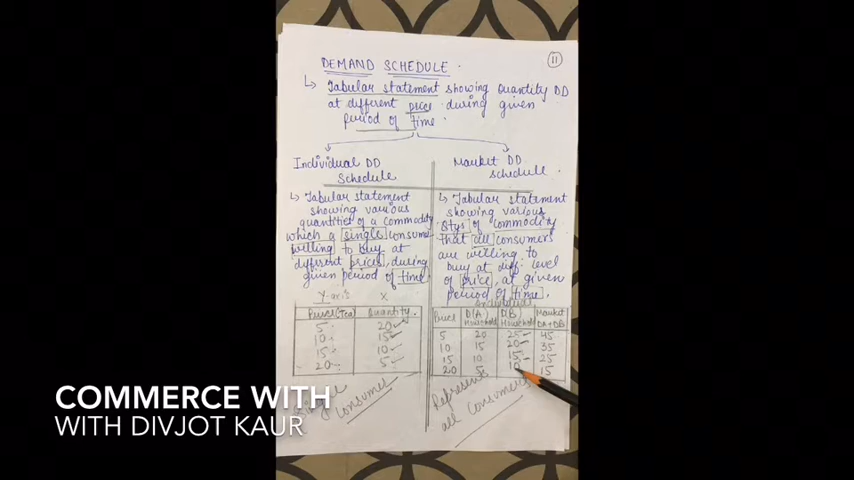 DEMAND SCHEDULE.
11
↳ Tabular statement showing Quantity DD
at different price during given
period of time.
Individual DD
Schedule
↳ Tabular statement
showing various
quantities of a commodity
which a single consumer
willing to buy at
different prices, during
given period of time
Y-axis X
Price (Tea) Quantity
5 20
10 15
15 10
20 5
Single
consumer
Market DD
schedule
↳ Tabular statement
showing various
qtys of commodity
that all consumers
are willing to
buy at diff. level
of price, at given
period of time.
Individual
Price D(A) Household D(B) Household Market DA+DB
5 20 25 45
10 15 20 35
15 10 15 25
20 5 10 15
Represents
all consumers
COMMERCE WITH
WITH DIVJOT KAUR